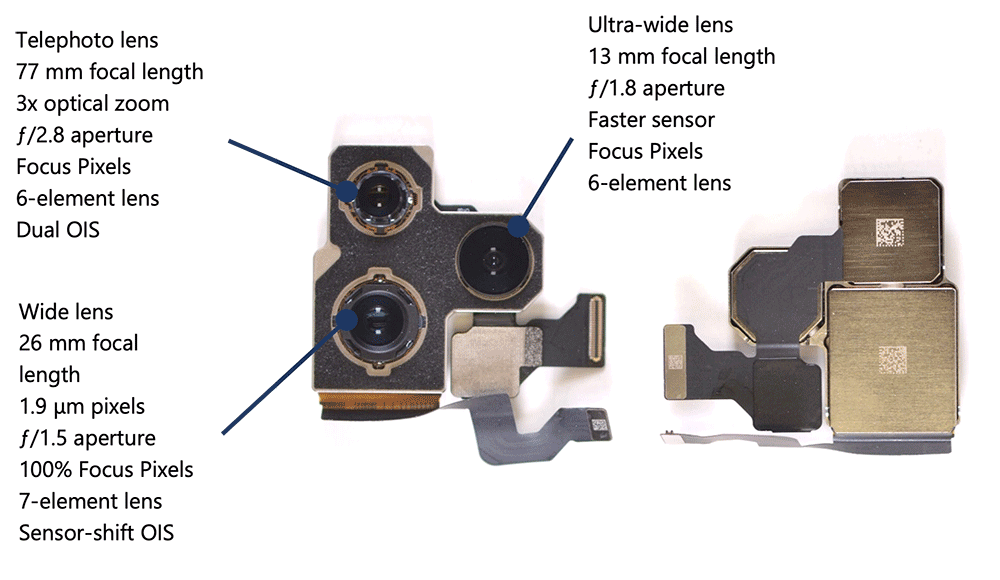 Telephoto lens
77 mm focal length
3x optical zoom
ƒ/2.8 aperture
Focus Pixels
6-element lens
Dual OIS
Ultra-wide lens
13 mm focal length
ƒ/1.8 aperture
Faster sensor
Focus Pixels
6-element lens
Wide lens
26 mm focal
length
1.9 µm pixels
ƒ/1.5 aperture
100% Focus Pixels
7-element lens
Sensor-shift OIS